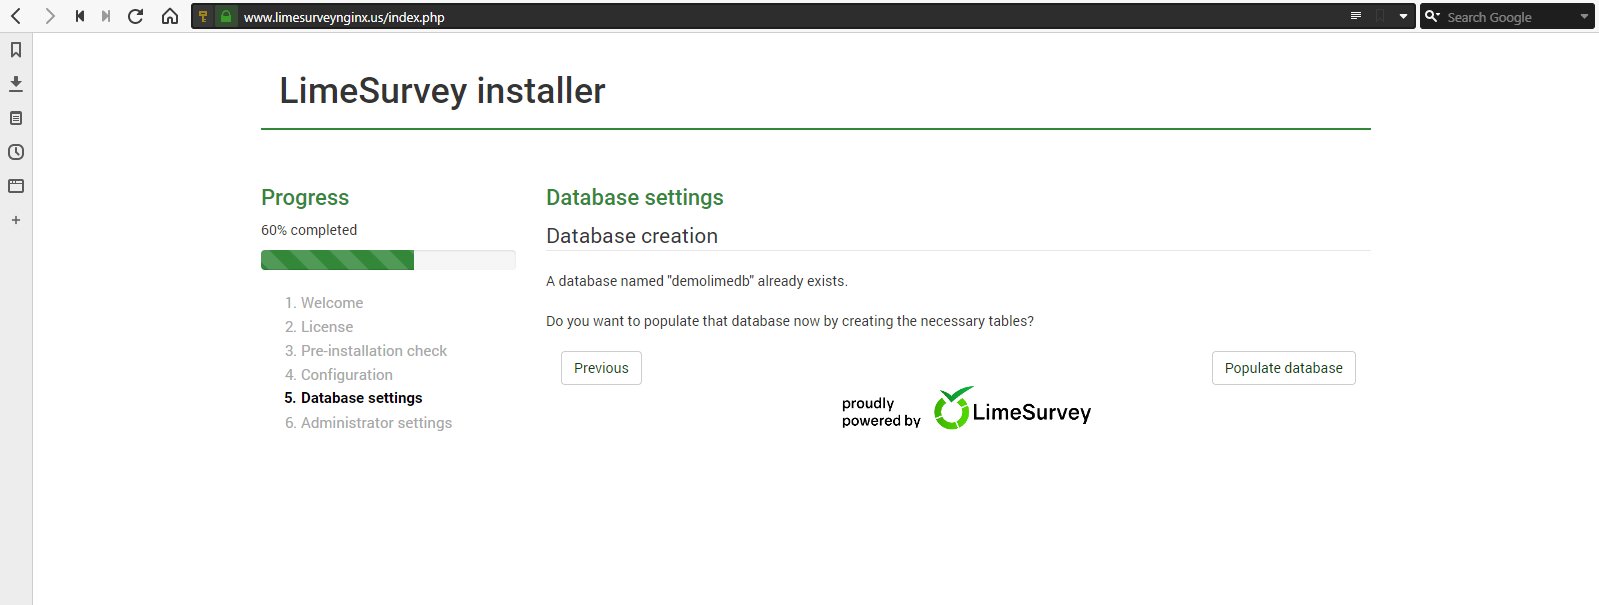 www.limesurveynginx.us/index.php
Search Google
LimeSurvey installer
Progress
60% completed
1. Welcome
2. License
3. Pre-installation check
4. Configuration
5. Database settings
6. Administrator settings
Database settings
Database creation
A database named "demolimedb" already exists.
Do you want to populate that database now by creating the necessary tables?
Previous
Populate database
proudly
powered by
LimeSurvey